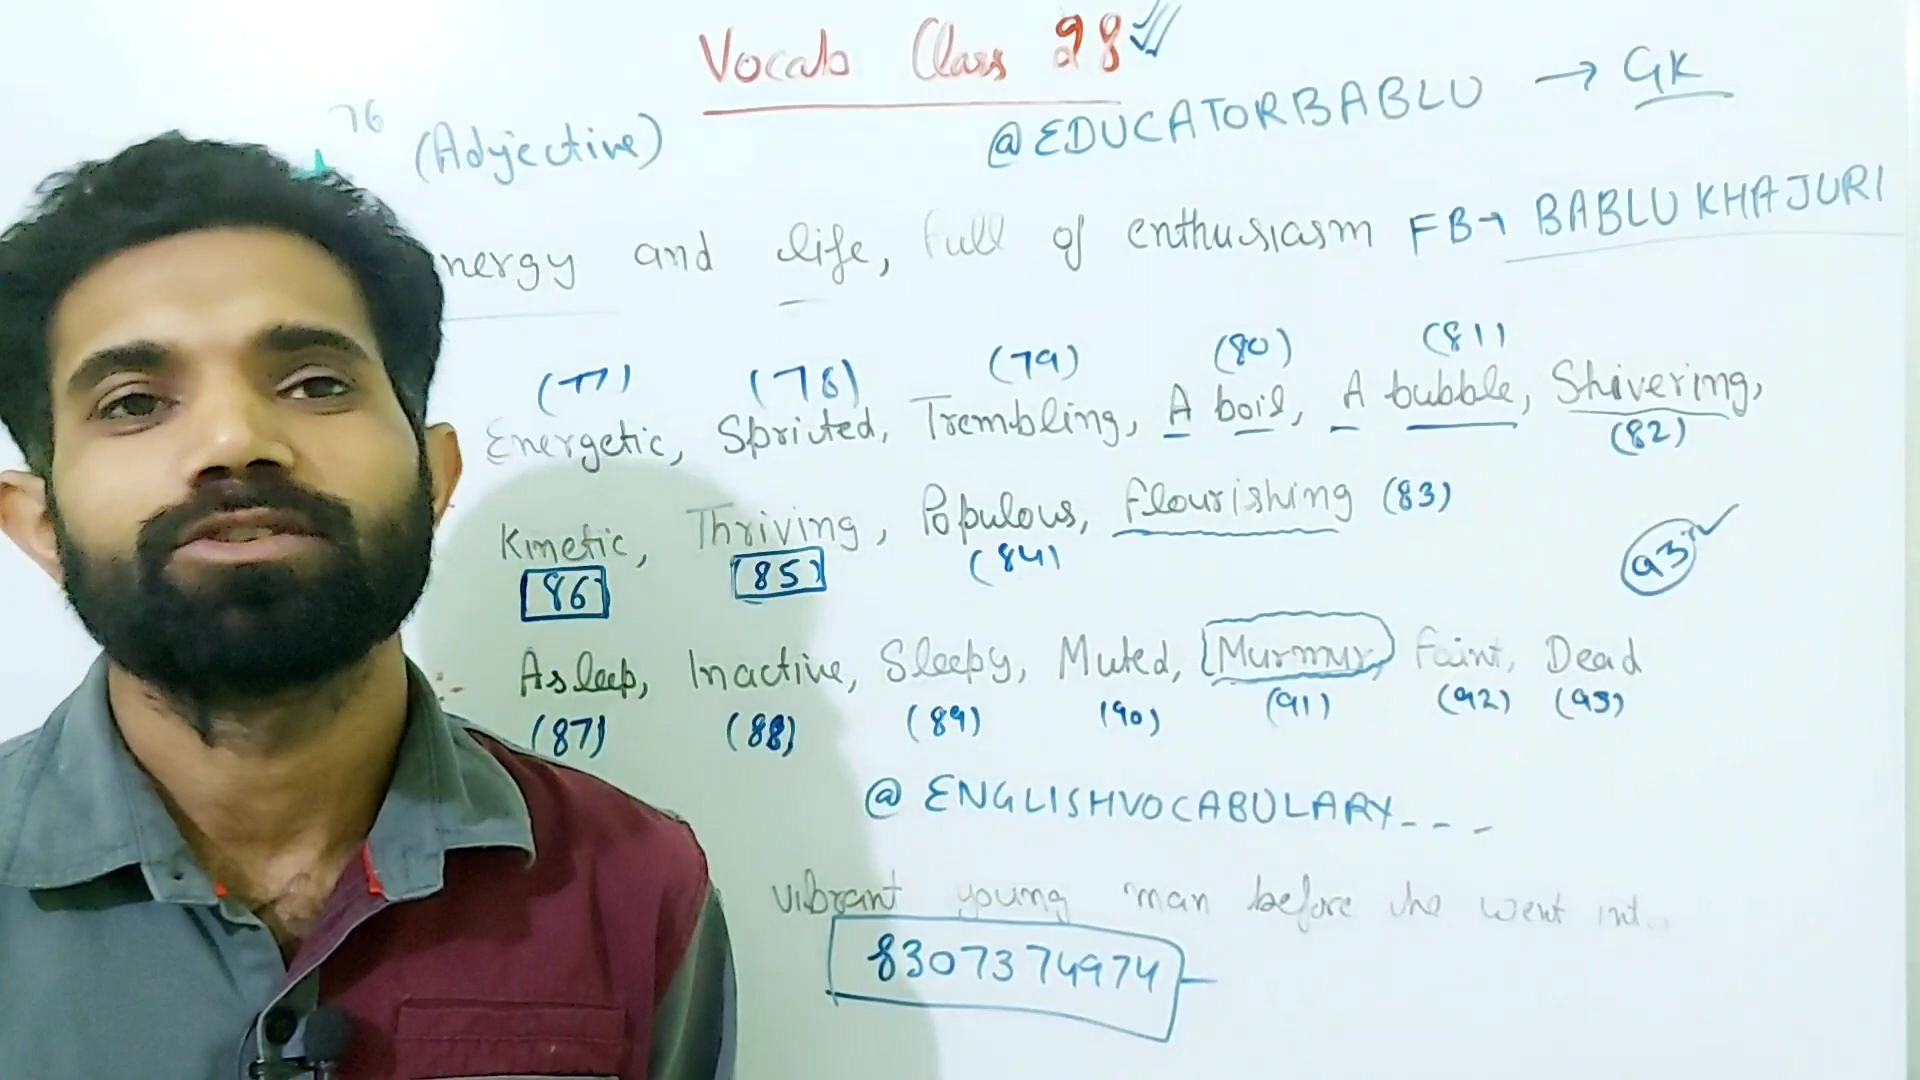 Vocab Class 98
76 (Adjective) @EDUCATORBABLU → GK
nergy and life, full of enthusiasm FB→ BABLU KHAJURI
(77) (78) (79) (80) (81)
Energetic, Spriuted, Trembling, A boil, A bubble, Shivering,
(82)
Kinetic, Thriving, Populous, flourishing (83)
86 85 (84) 93
Asleep, Inactive, Sleepy, Muted, Murmur, Faint, Dead
(87) (88) (89) (90) (91) (92) (93)
@ ENGLISHVOCABULARY----
vibrant young man before he went int
8307374974